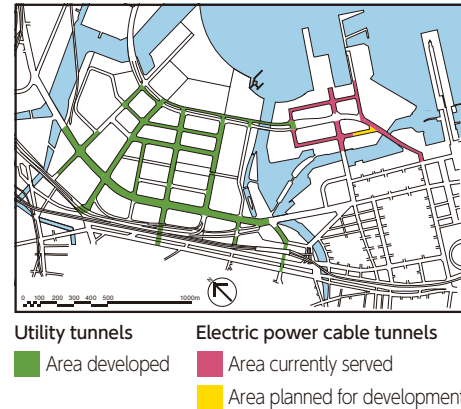 0 100 200 300 400 500 1000m
Utility tunnels
Area developed
Electric power cable tunnels
Area currently served
Area planned for development